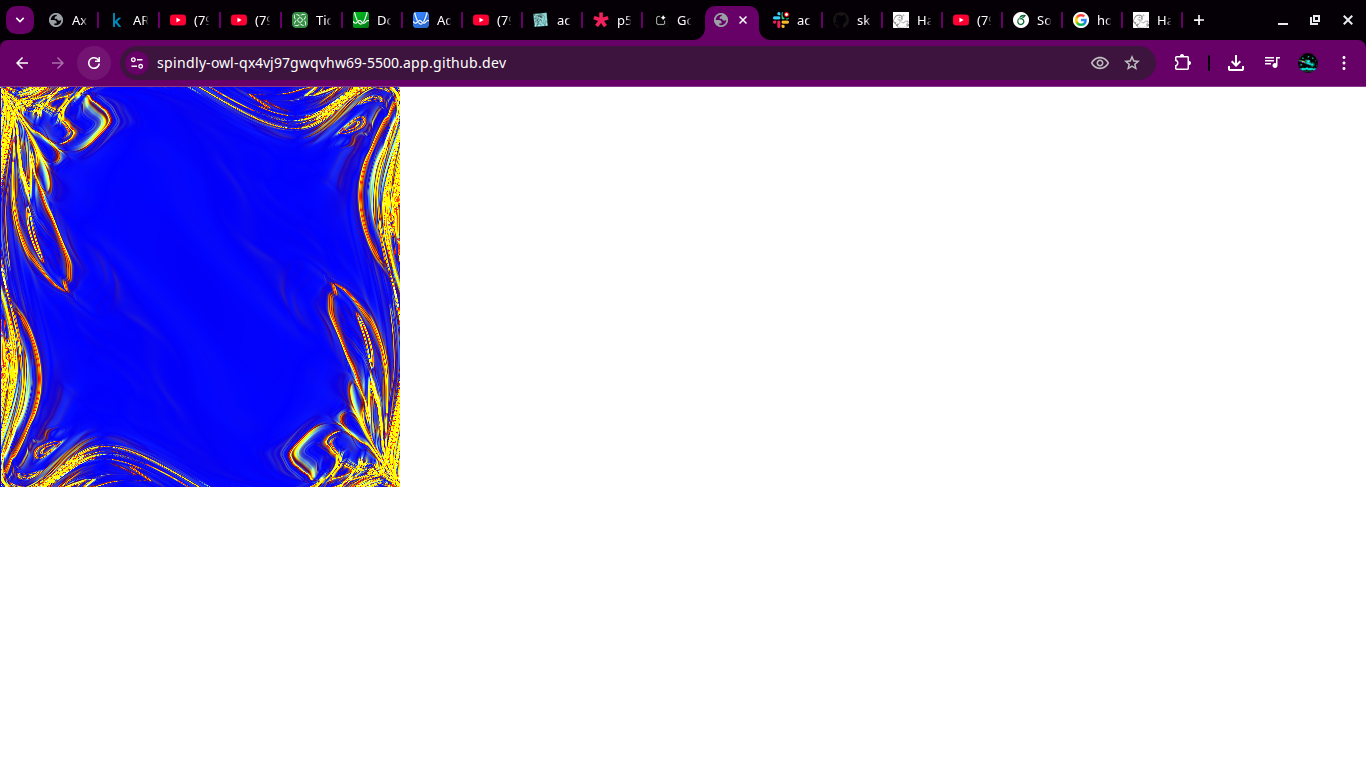 Ax AR (79 (79 Tic Do Ac (79 ac p5 Go ac sk Ha (79 So ho Ha
spindly-owl-qx4vj97gwqvhw69-5500.app.github.dev